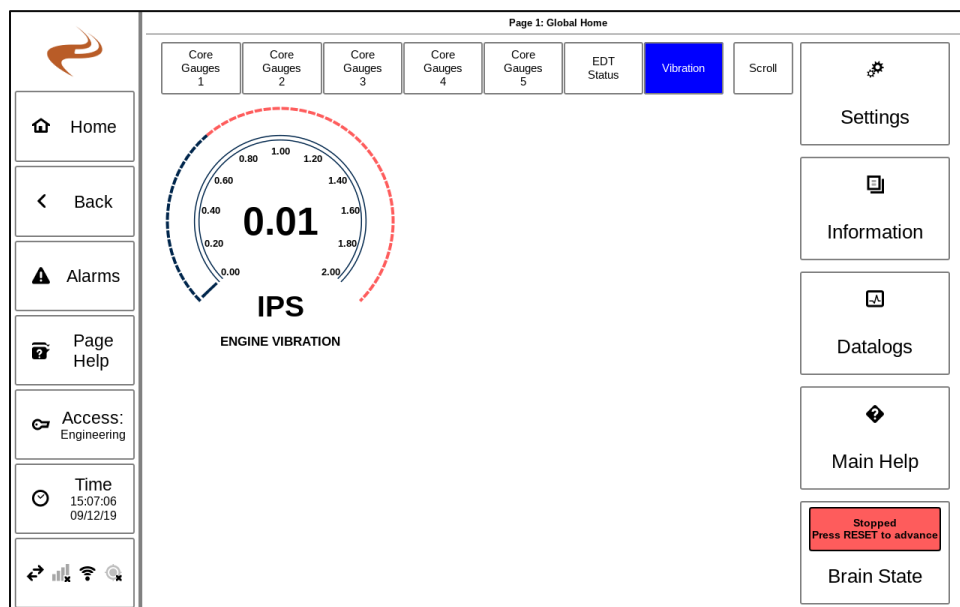 Page 1: Global Home
Home
Back
Alarms
Page
Help
Access:
Engineering
Time
15:07:06
09/12/19
Core
Gauges
1
Core
Gauges
2
Core
Gauges
3
Core
Gauges
4
Core
Gauges
5
EDT
Status
Vibration
Scroll
0.00
0.20
0.40
0.60
0.80
1.00
1.20
1.40
1.60
1.80
2.00
0.01
IPS
ENGINE VIBRATION
Settings
Information
Datalogs
Main Help
Stopped
Press RESET to advance
Brain State